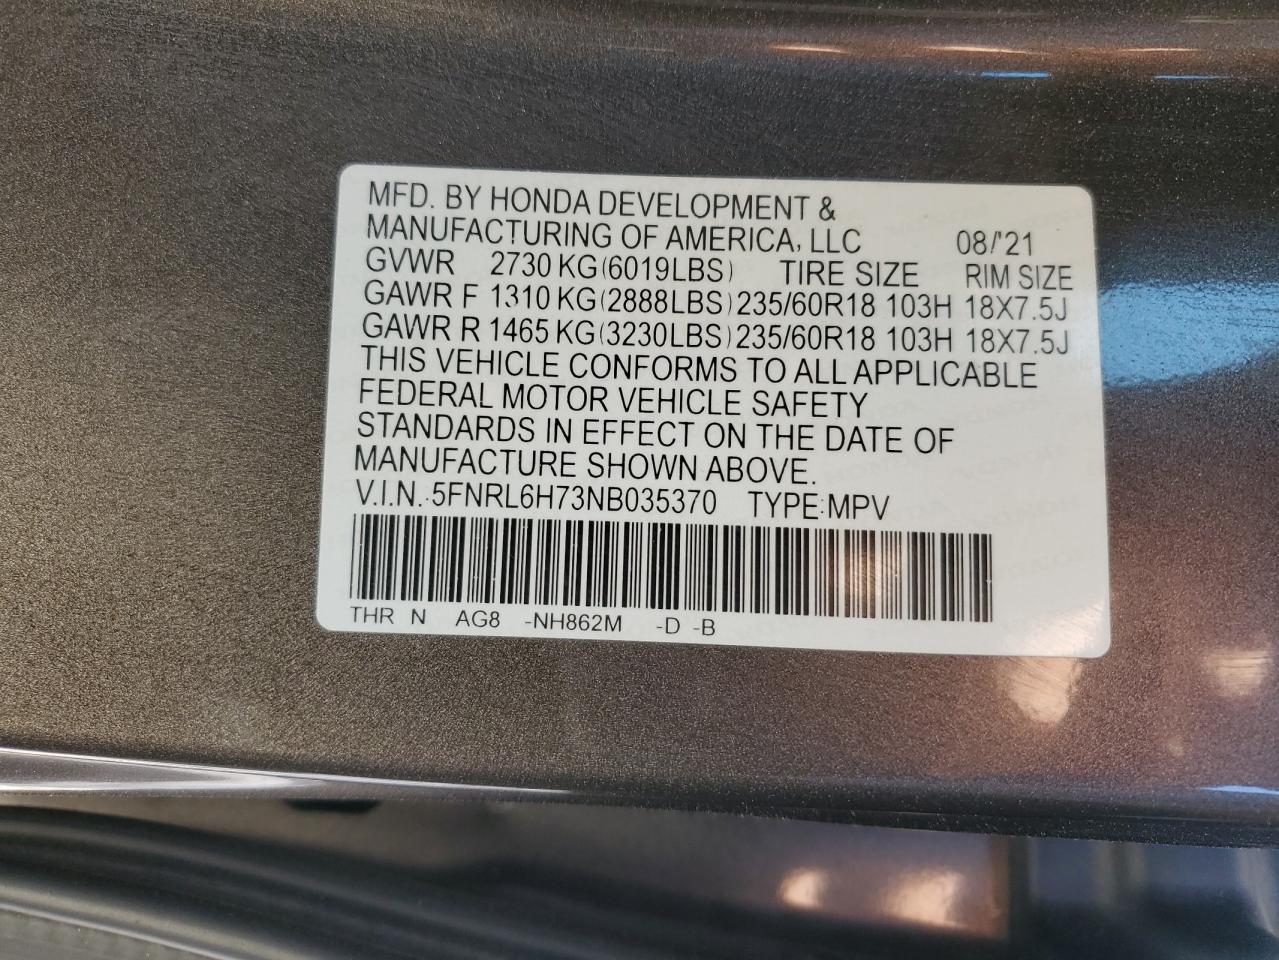 MFD. BY HONDA DEVELOPMENT &
MANUFACTURING OF AMERICA, LLC 08/'21
GVWR 2730 KG(6019LBS) TIRE SIZE RIM SIZE
GAWR F 1310 KG(2888LBS) 235/60R18 103H 18X7.5J
GAWR R 1465 KG(3230LBS) 235/60R18 103H 18X7.5J
THIS VEHICLE CONFORMS TO ALL APPLICABLE
FEDERAL MOTOR VEHICLE SAFETY
STANDARDS IN EFFECT ON THE DATE OF
MANUFACTURE SHOWN ABOVE.
V.I.N.:5FNRL6H73NB035370 TYPE:MPV
THR N AG8 -NH862M -D -B